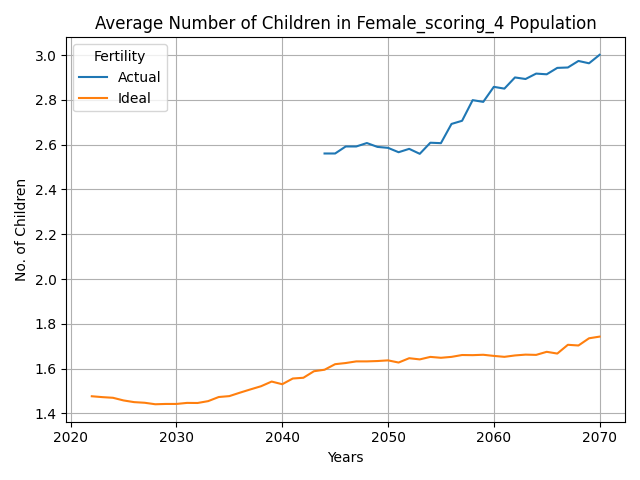 Average Number of Children in Female_scoring_4 Population
Fertility
Actual
Ideal
No. of Children
3.0
2.8
2.6
2.4
2.2
2.0
1.8
1.6
1.4
2020 2030 2040 2050 2060 2070
Years